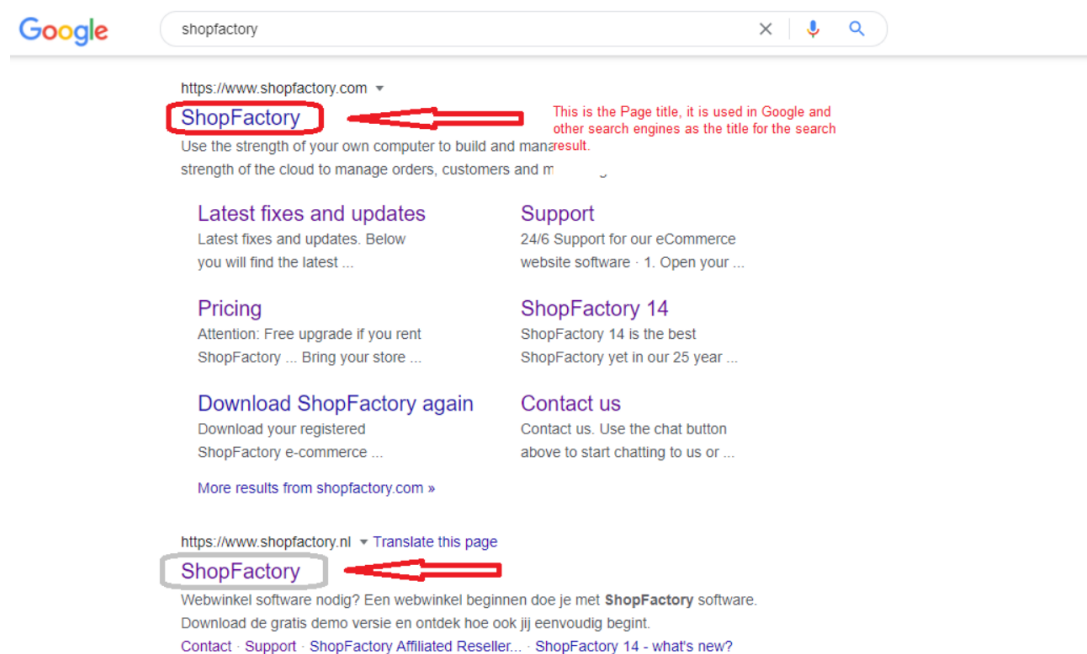 Google
shopfactory
https://www.shopfactory.com
ShopFactory
This is the Page title, it is used in Google and
other search engines as the title for the search
result.
Use the strength of your own computer to build and
strength of the cloud to manage orders, customers and
Latest fixes and updates
Latest fixes and updates. Below
you will find the latest ...
Support
24/6 Support for our eCommerce
website software · 1. Open your ...
Pricing
Attention: Free upgrade if you rent
ShopFactory ... Bring your store ...
ShopFactory 14
ShopFactory 14 is the best
ShopFactory yet in our 25 year ...
Download ShopFactory again
Download your registered
ShopFactory e-commerce ...
Contact us
Contact us. Use the chat button
above to start chatting to us or ...
More results from shopfactory.com »
https://www.shopfactory.nl Translate this page
ShopFactory
Webwinkel software nodig? Een webwinkel beginnen doe je met ShopFactory software.
Download de gratis demo versie en ontdek hoe ook jij eenvoudig begint.
Contact · Support · ShopFactory Affiliated Reseller... · ShopFactory 14 - what's new?